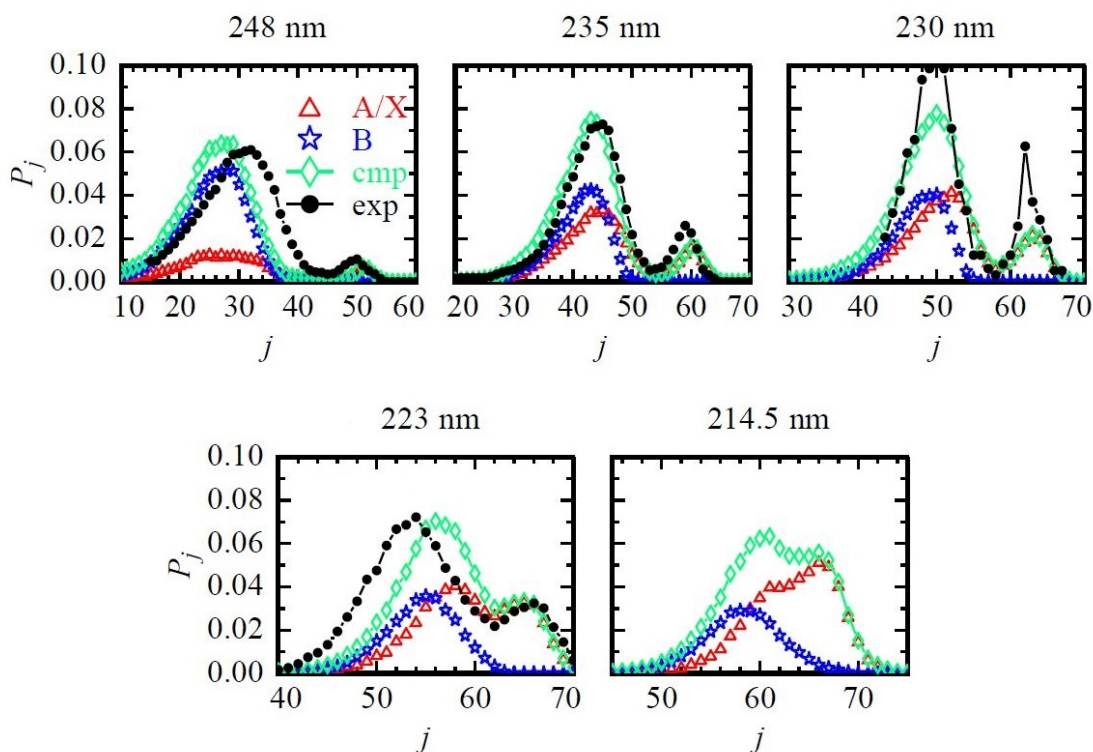 248 nm
235 nm
230 nm
P_j
0.10
0.08
0.06
0.04
0.02
0.00
A/X
B
cmp
exp
10 20 30 40 50 60
20 30 40 50 60 70
30 40 50 60 70
j
j
j
223 nm
214.5 nm
P_j
0.10
0.08
0.06
0.04
0.02
0.00
40 50 60 70
50 60 70
j
j